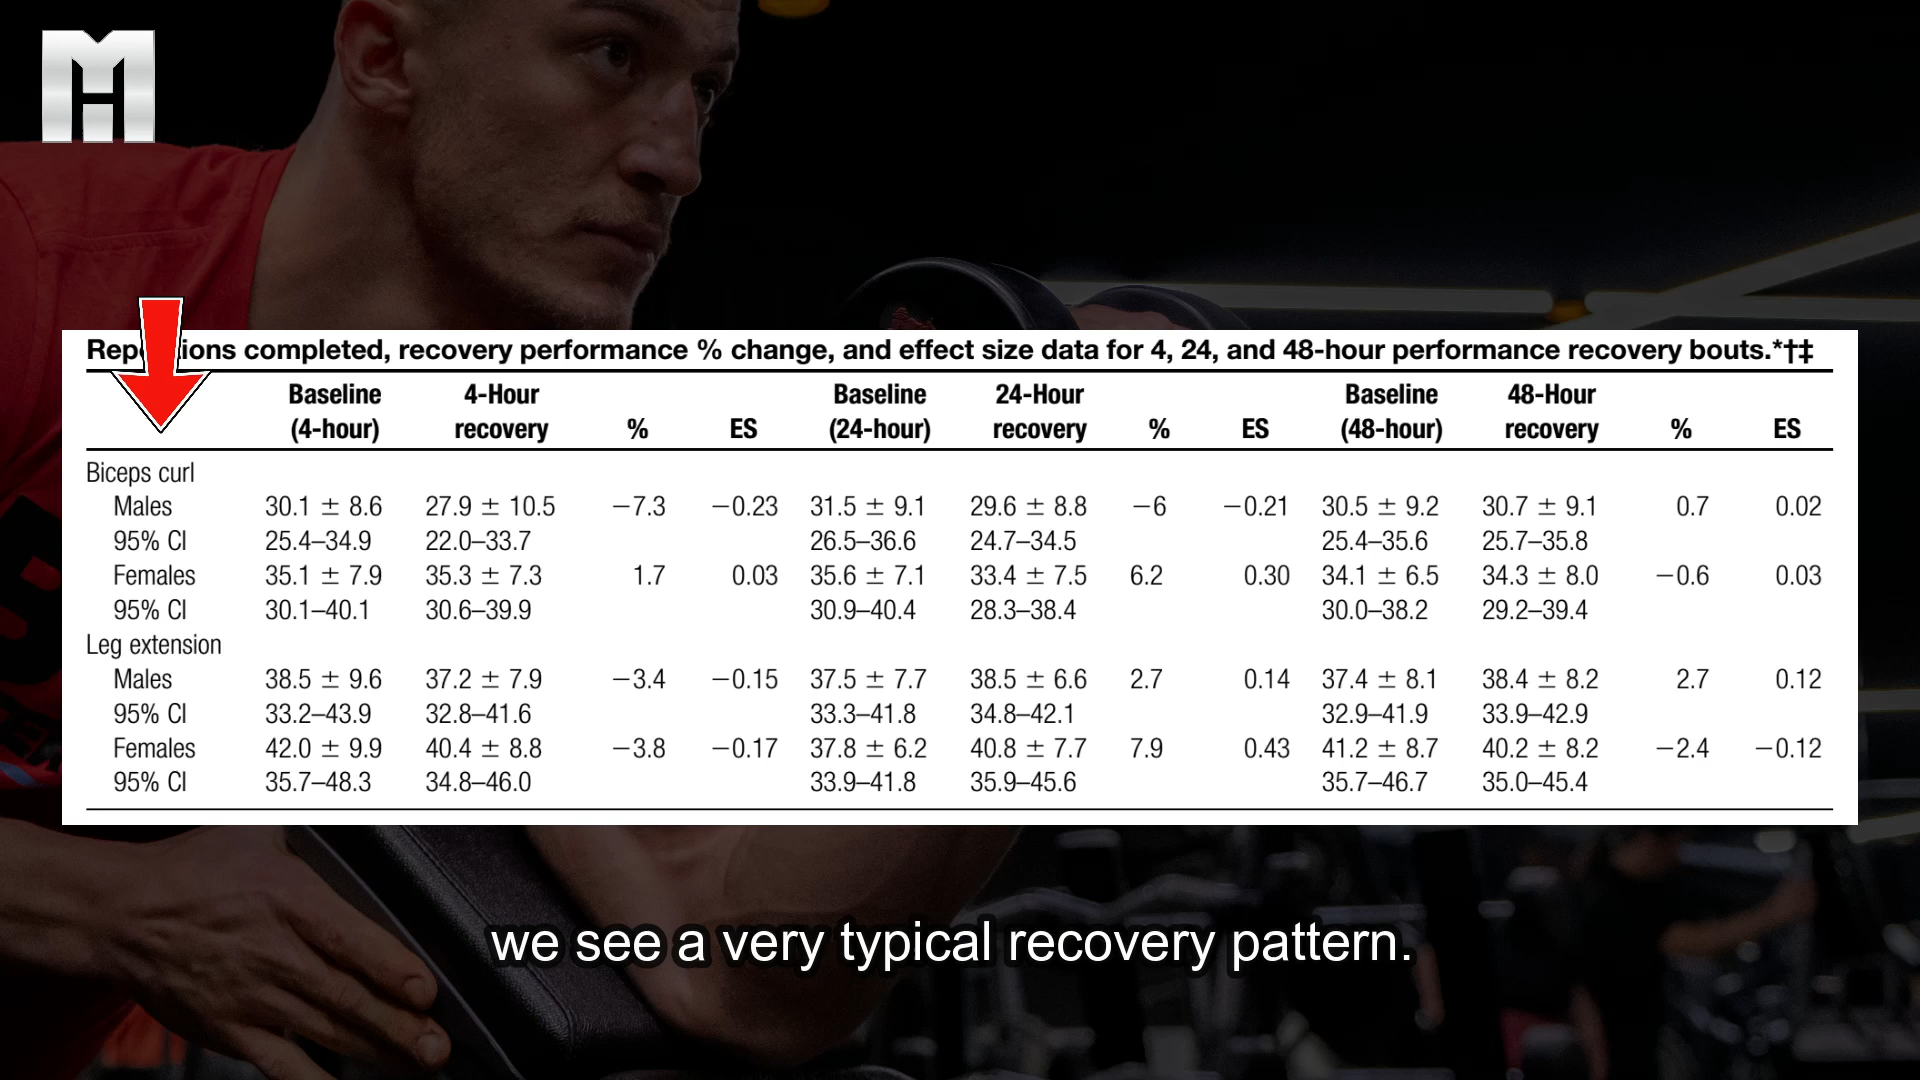 MH
Repetitions completed, recovery performance % change, and effect size data for 4, 24, and 48-hour performance recovery bouts.*†‡
Baseline (4-hour) 4-Hour recovery % ES Baseline (24-hour) 24-Hour recovery % ES Baseline (48-hour) 48-Hour recovery % ES
Biceps curl
Males 30.1 ± 8.6 27.9 ± 10.5 −7.3 −0.23 31.5 ± 9.1 29.6 ± 8.8 −6 −0.21 30.5 ± 9.2 30.7 ± 9.1 0.7 0.02
95% CI 25.4–34.9 22.0–33.7 26.5–36.6 24.7–34.5 25.4–35.6 25.7–35.8
Females 35.1 ± 7.9 35.3 ± 7.3 1.7 0.03 35.6 ± 7.1 33.4 ± 7.5 6.2 0.30 34.1 ± 6.5 34.3 ± 8.0 −0.6 0.03
95% CI 30.1–40.1 30.6–39.9 30.9–40.4 28.3–38.4 30.0–38.2 29.2–39.4
Leg extension
Males 38.5 ± 9.6 37.2 ± 7.9 −3.4 −0.15 37.5 ± 7.7 38.5 ± 6.6 2.7 0.14 37.4 ± 8.1 38.4 ± 8.2 2.7 0.12
95% CI 33.2–43.9 32.8–41.6 33.3–41.8 34.8–42.1 32.9–41.9 33.9–42.9
Females 42.0 ± 9.9 40.4 ± 8.8 −3.8 −0.17 37.8 ± 6.2 40.8 ± 7.7 7.9 0.43 41.2 ± 8.7 40.2 ± 8.2 −2.4 −0.12
95% CI 35.7–48.3 34.8–46.0 33.9–41.8 35.9–45.6 35.7–46.7 35.0–45.4
we see a very typical recovery pattern.